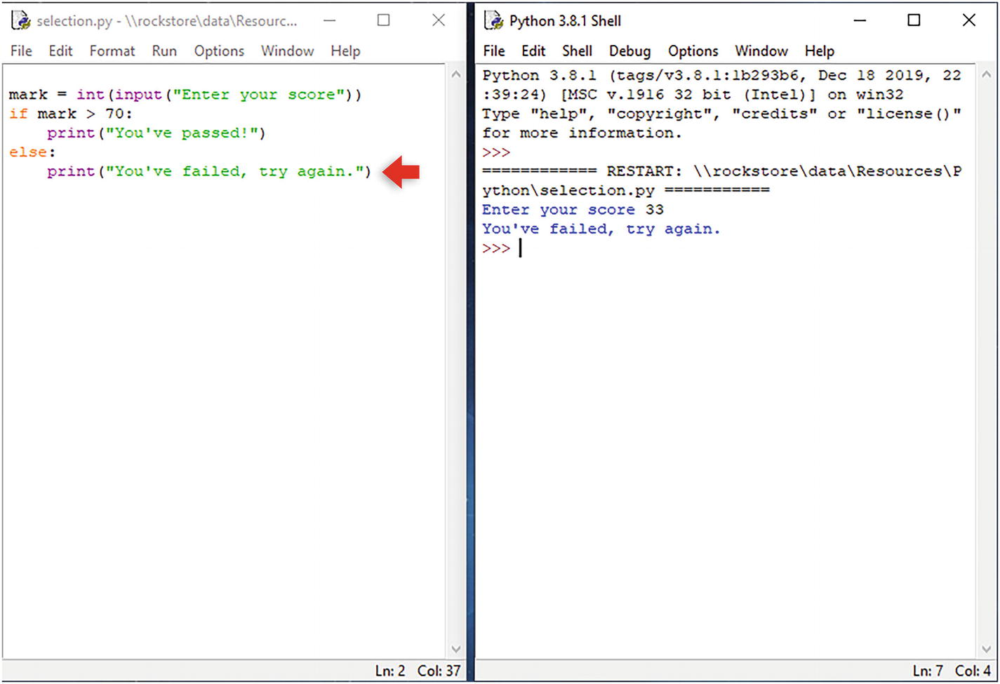 selection.py - \\rockstore\data\Resourc...
File Edit Format Run Options Window Help
mark = int(input("Enter your score"))
if mark > 70:
    print("You've passed!")
else:
    print("You've failed, try again.")
Ln: 2 Col: 37
Python 3.8.1 Shell
File Edit Shell Debug Options Window Help
Python 3.8.1 (tags/v3.8.1:1b293b6, Dec 18 2019, 22
:39:24) [MSC v.1916 32 bit (Intel)] on win32
Type "help", "copyright", "credits" or "license()"
for more information.
>>>
============ RESTART: \\rockstore\data\Resources\P
ython\selection.py ===========
Enter your score 33
You've failed, try again.
>>>
Ln: 7 Col: 4